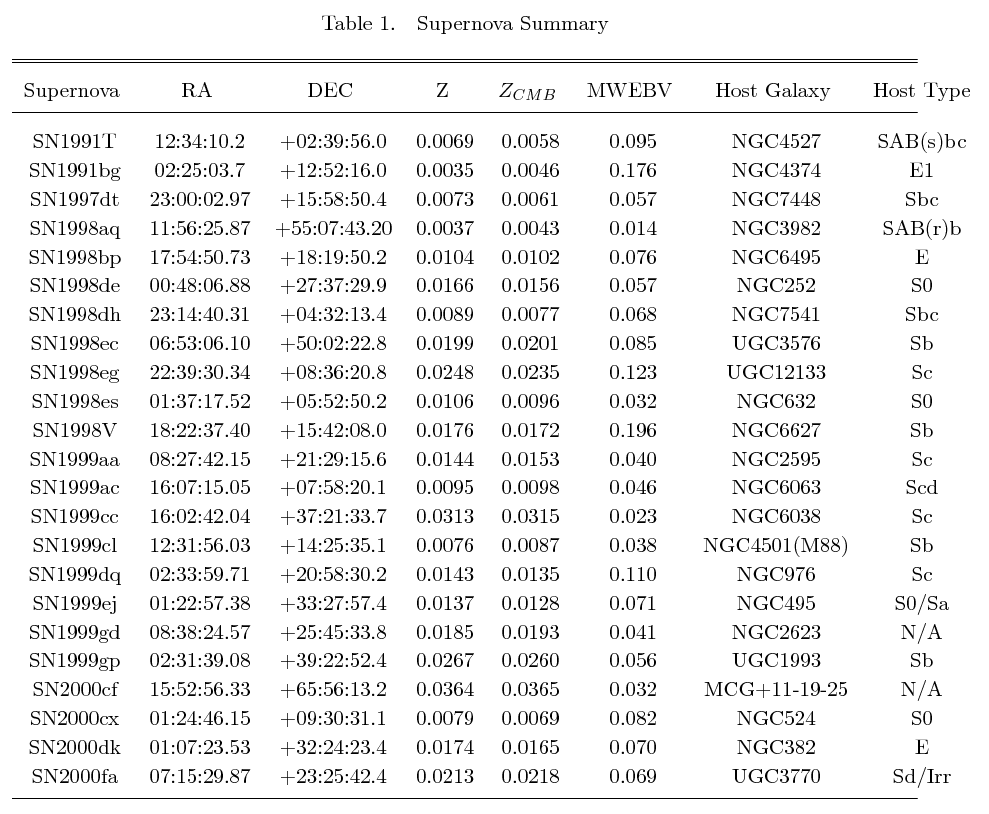 Table 1. Supernova Summary
Supernova RA DEC Z Z_CMB MWEBV Host Galaxy Host Type
SN1991T 12:34:10.2 +02:39:56.0 0.0069 0.0058 0.095 NGC4527 SAB(s)bc
SN1991bg 02:25:03.7 +12:52:16.0 0.0035 0.0046 0.176 NGC4374 E1
SN1997dt 23:00:02.97 +15:58:50.4 0.0073 0.0061 0.057 NGC7448 Sbc
SN1998aq 11:56:25.87 +55:07:43.20 0.0037 0.0043 0.014 NGC3982 SAB(r)b
SN1998bp 17:54:50.73 +18:19:50.2 0.0104 0.0102 0.076 NGC6495 E
SN1998de 00:48:06.88 +27:37:29.9 0.0166 0.0156 0.057 NGC252 S0
SN1998dh 23:14:40.31 +04:32:13.4 0.0089 0.0077 0.068 NGC7541 Sbc
SN1998ec 06:53:06.10 +50:02:22.8 0.0199 0.0201 0.085 UGC3576 Sb
SN1998eg 22:39:30.34 +08:36:20.8 0.0248 0.0235 0.123 UGC12133 Sc
SN1998es 01:37:17.52 +05:52:50.2 0.0106 0.0096 0.032 NGC632 S0
SN1998V 18:22:37.40 +15:42:08.0 0.0176 0.0172 0.196 NGC6627 Sb
SN1999aa 08:27:42.15 +21:29:15.6 0.0144 0.0153 0.040 NGC2595 Sc
SN1999ac 16:07:15.05 +07:58:20.1 0.0095 0.0098 0.046 NGC6063 Scd
SN1999cc 16:02:42.04 +37:21:33.7 0.0313 0.0315 0.023 NGC6038 Sc
SN1999cl 12:31:56.03 +14:25:35.1 0.0076 0.0087 0.038 NGC4501(M88) Sb
SN1999dq 02:33:59.71 +20:58:30.2 0.0143 0.0135 0.110 NGC976 Sc
SN1999ej 01:22:57.38 +33:27:57.4 0.0137 0.0128 0.071 NGC495 S0/Sa
SN1999gd 08:38:24.57 +25:45:33.8 0.0185 0.0193 0.041 NGC2623 N/A
SN1999gp 02:31:39.08 +39:22:52.4 0.0267 0.0260 0.056 UGC1993 Sb
SN2000cf 15:52:56.33 +65:56:13.2 0.0364 0.0365 0.032 MCG+11-19-25 N/A
SN2000cx 01:24:46.15 +09:30:31.1 0.0079 0.0069 0.082 NGC524 S0
SN2000dk 01:07:23.53 +32:24:23.4 0.0174 0.0165 0.070 NGC382 E
SN2000fa 07:15:29.87 +23:25:42.4 0.0213 0.0218 0.069 UGC3770 Sd/Irr